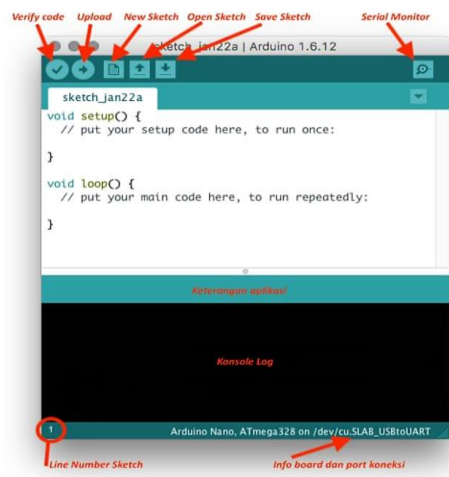 Verify code Upload New Sketch Open Sketch Save Sketch Serial Monitor
sketch_jan22a | Arduino 1.6.12
sketch_jan22a
void setup() {
// put your setup code here, to run once:
}
void loop() {
// put your main code here, to run repeatedly:
}
Keterangan aplikasi
Konsole Log
1
Arduino Nano, ATmega328 on /dev/cu.SLAB_USBtoUART
Line Number Sketch Info board dan port koneksi